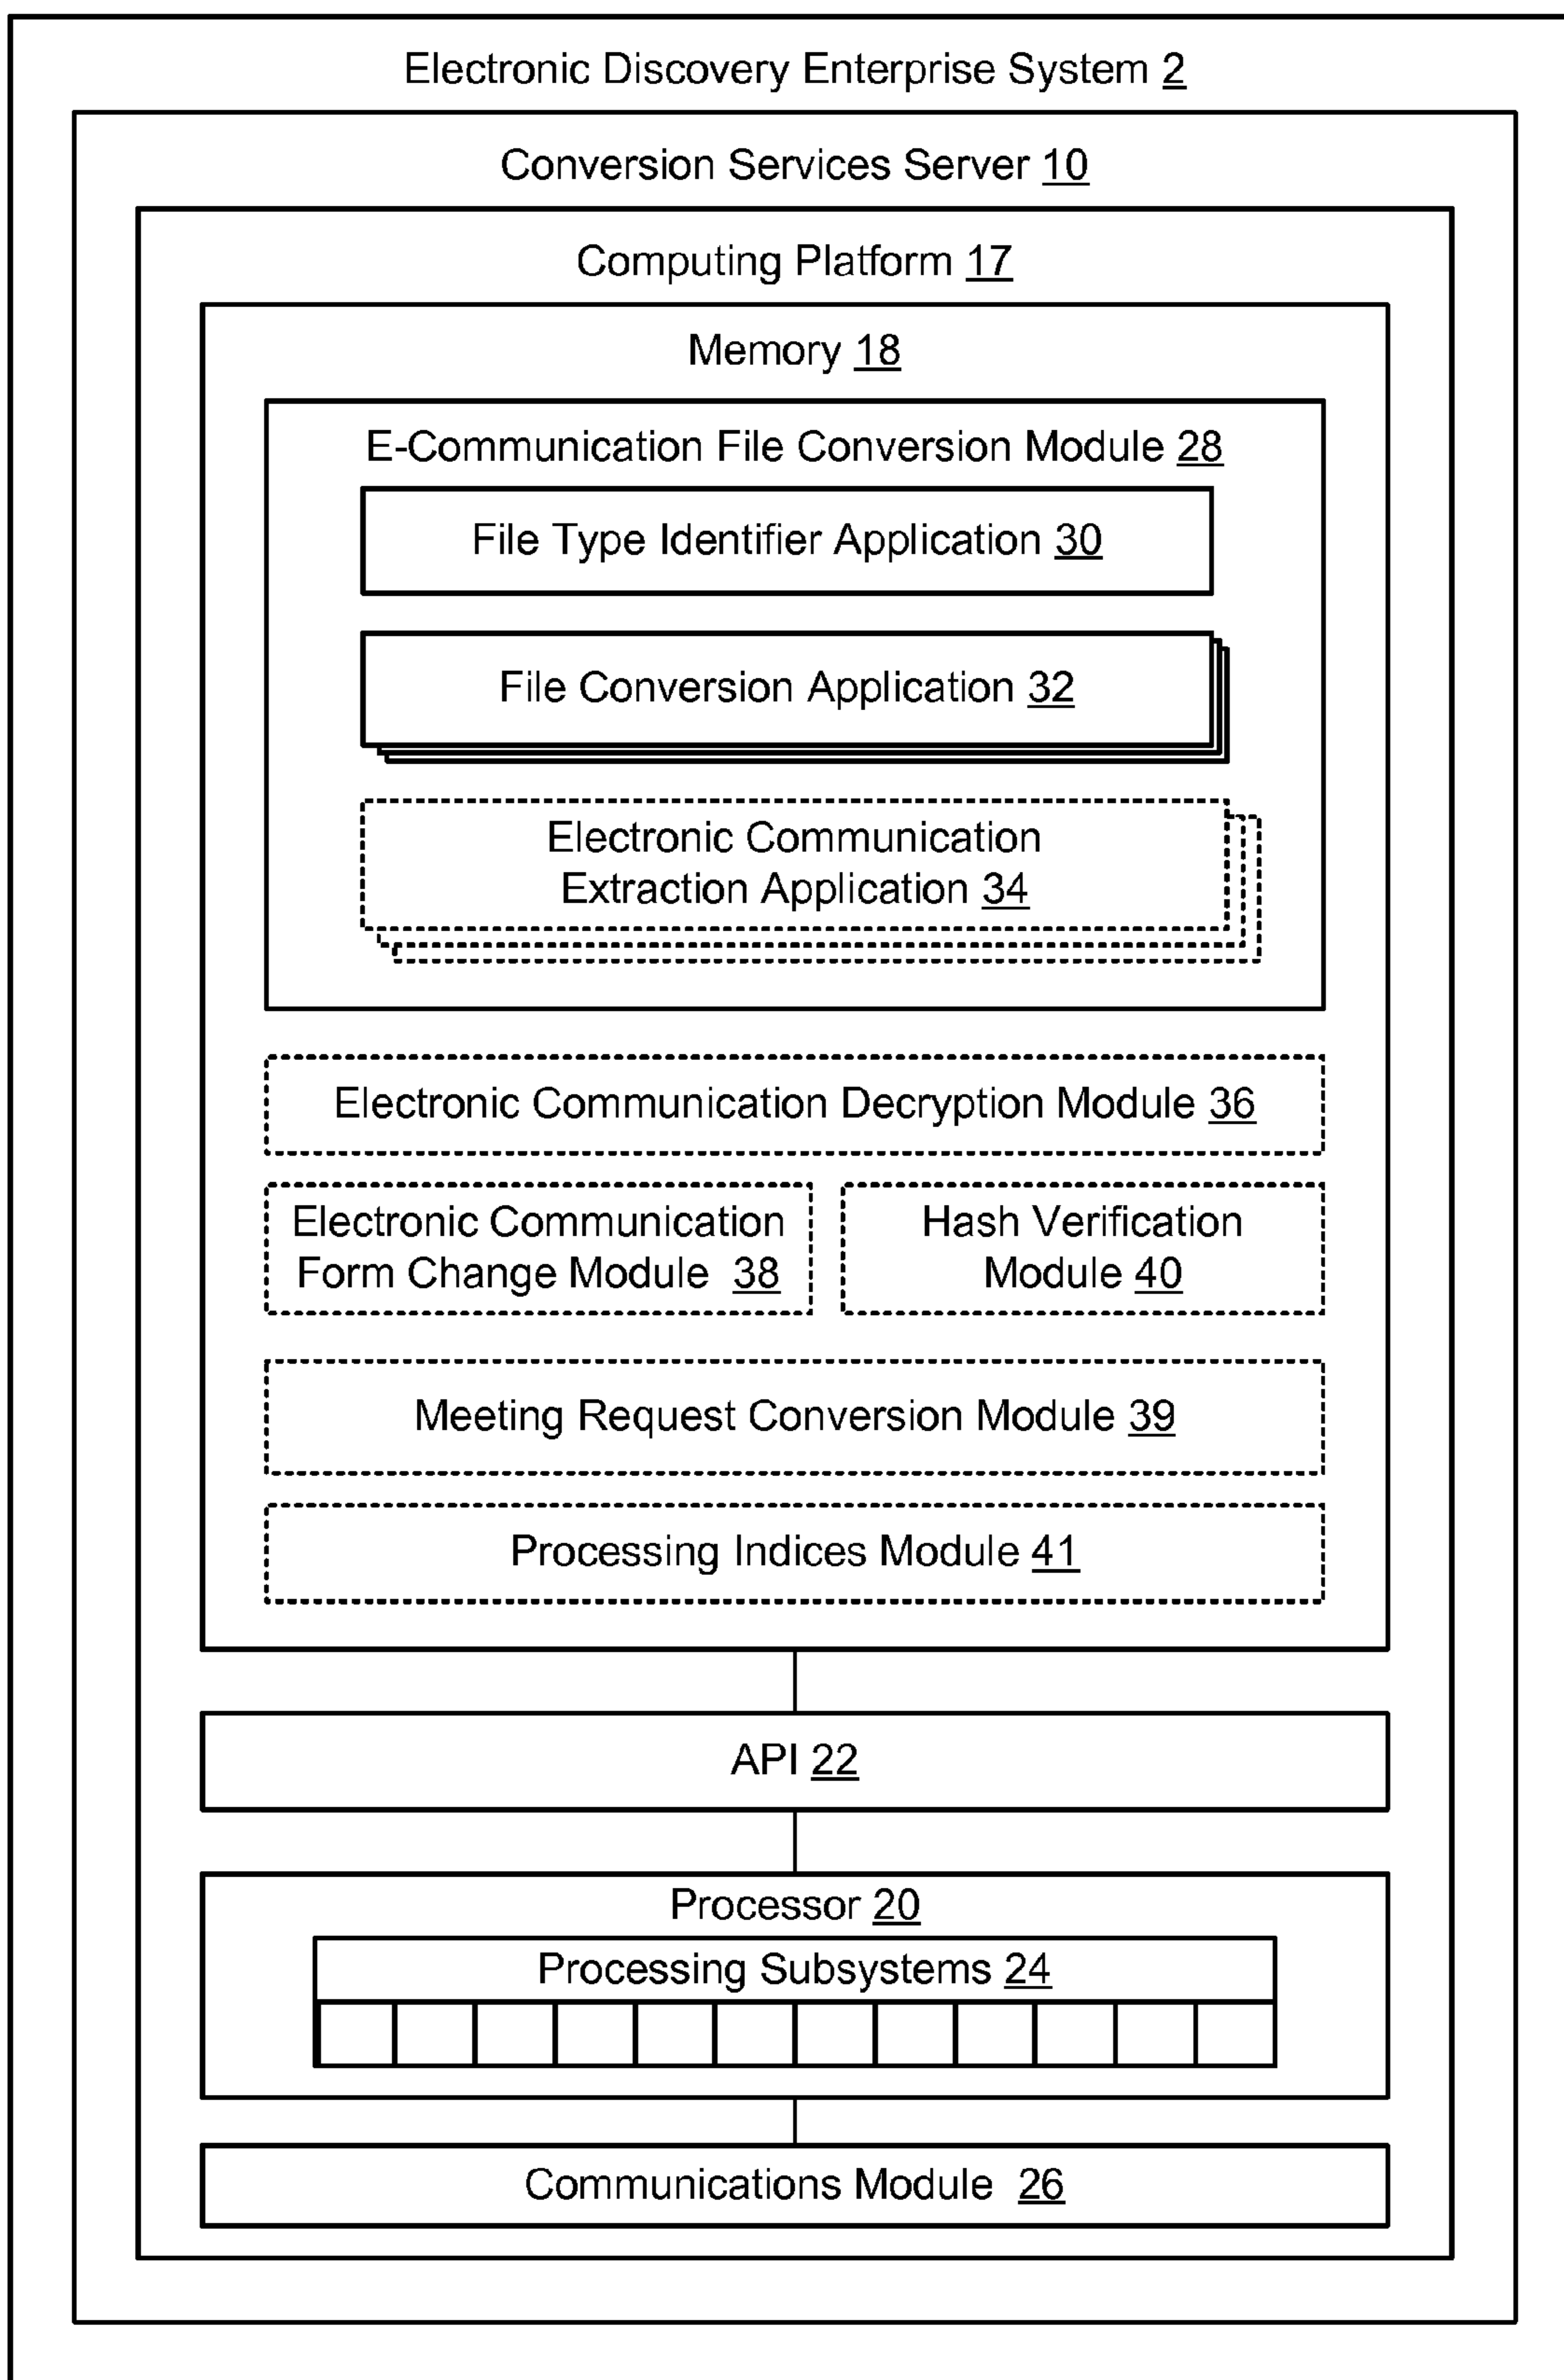 Electronic Discovery Enterprise System 2
Conversion Services Server 10
Computing Platform 17
Memory 18
E-Communication File Conversion Module 28
File Type Identifier Application 30
File Conversion Application 32
Electronic Communication
Extraction Application 34
Electronic Communication Decryption Module 36
Electronic Communication
Form Change Module 38
Hash Verification
Module 40
Meeting Request Conversion Module 39
Processing Indices Module 41
API 22
Processor 20
Processing Subsystems 24
Communications Module 26